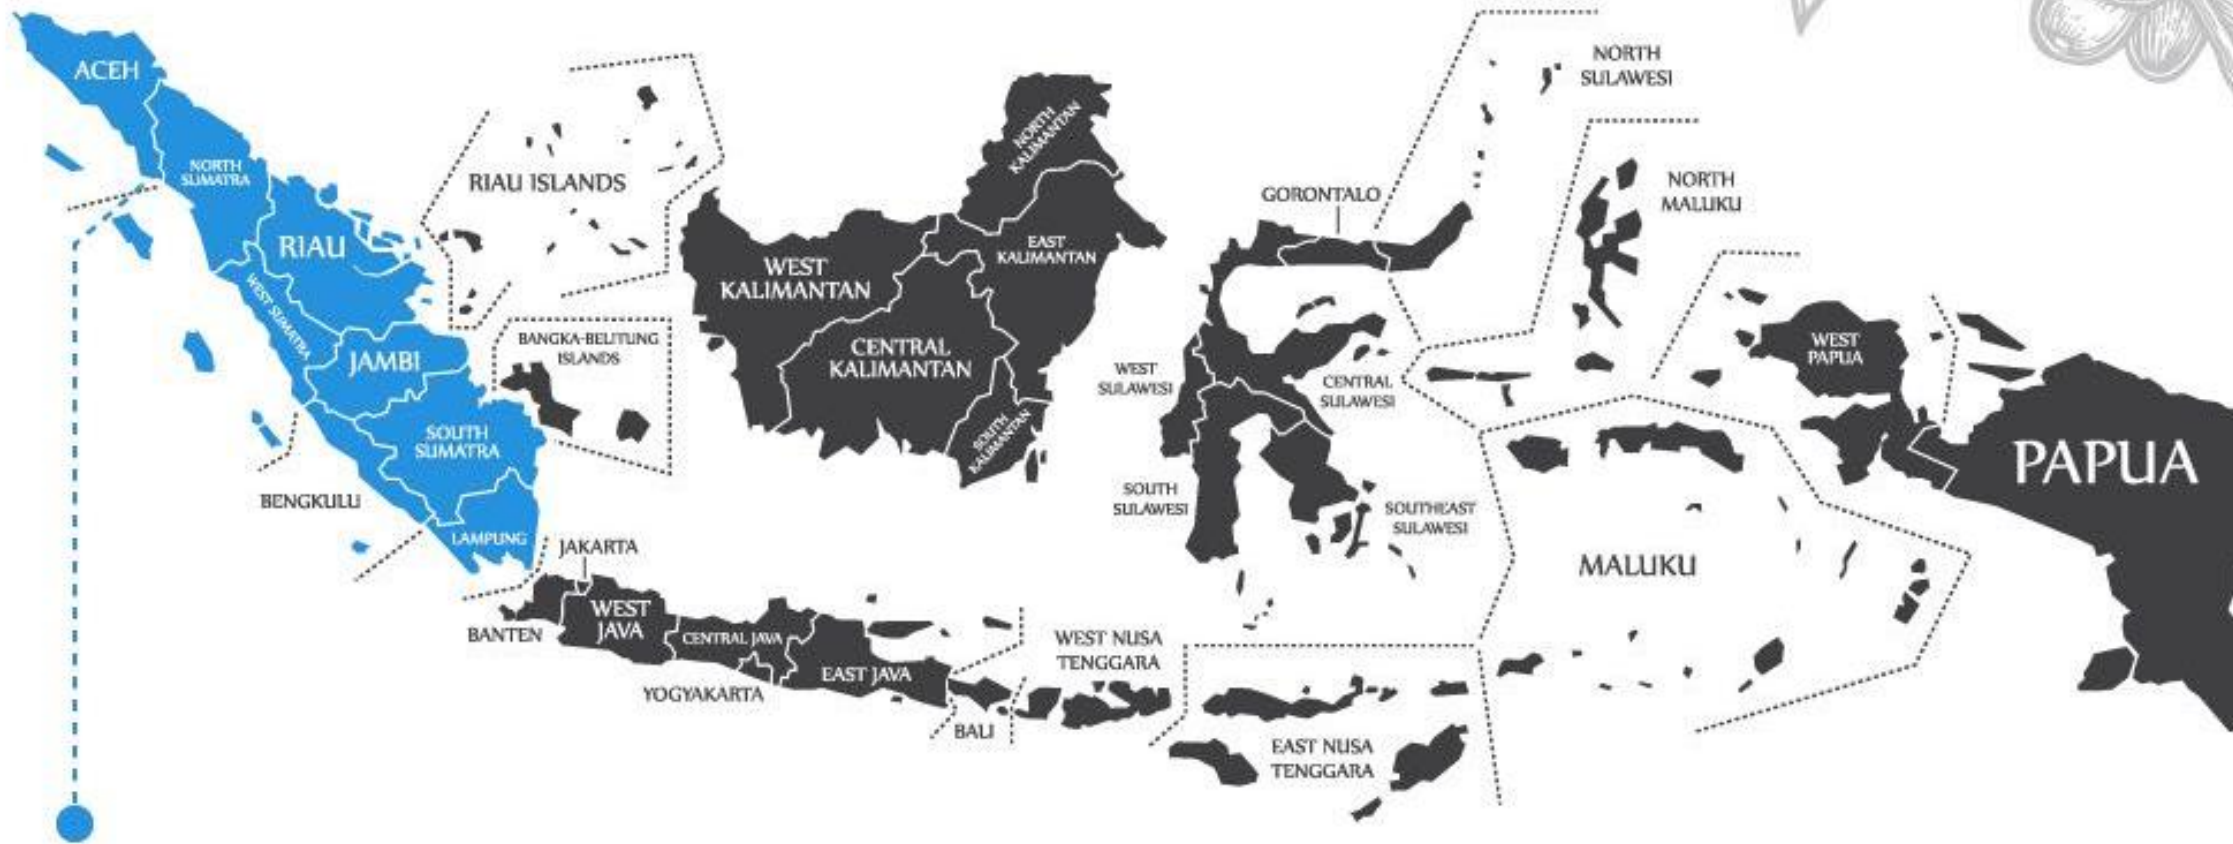 ACEH
NORTH
SUMATRA
RIAU
WEST SUMATRA
JAMBI
SOUTH
SUMATRA
BENGKULU
LAMPUNG
RIAU ISLANDS
BANGKA-BELITUNG
ISLANDS
JAKARTA
BANTEN
WEST
JAVA
CENTRAL JAVA
YOGYAKARTA
EAST JAVA
BALI
WEST NUSA
TENGGARA
EAST NUSA
TENGGARA
WEST
KALIMANTAN
CENTRAL
KALIMANTAN
SOUTH
KALIMANTAN
EAST
KALIMANTAN
NORTH
KALIMANTAN
GORONTALO
NORTH
SULAWESI
WEST
SULAWESI
CENTRAL
SULAWESI
SOUTH
SULAWESI
SOUTHEAST
SULAWESI
NORTH
MALUKU
MALUKU
WEST
PAPUA
PAPUA